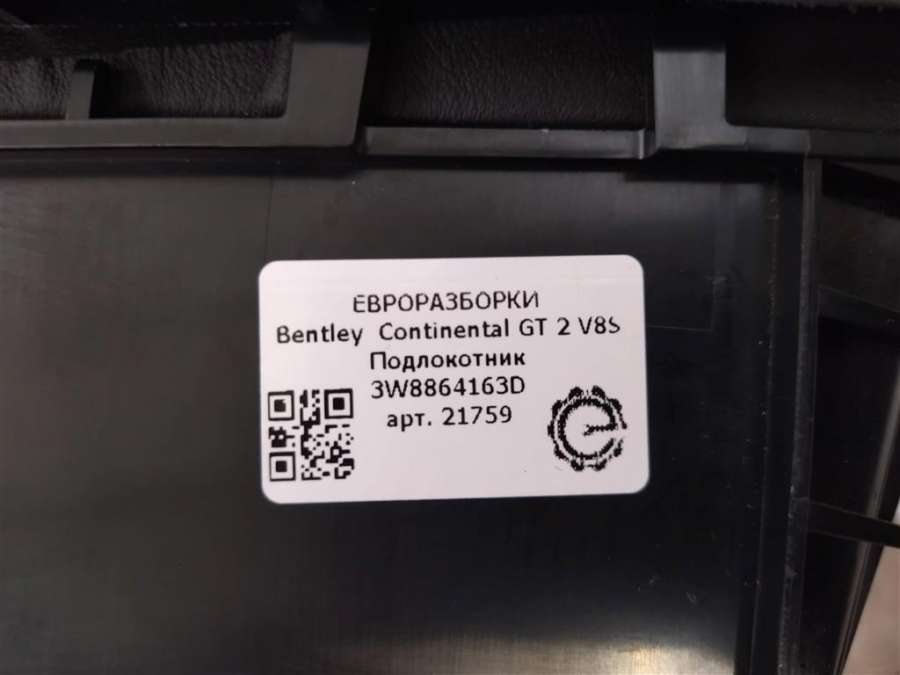 ЕВРОРАЗБОРКИ
Bentley Continental GT 2 V8S
Подлокотник
3W8864163D
арт. 21759